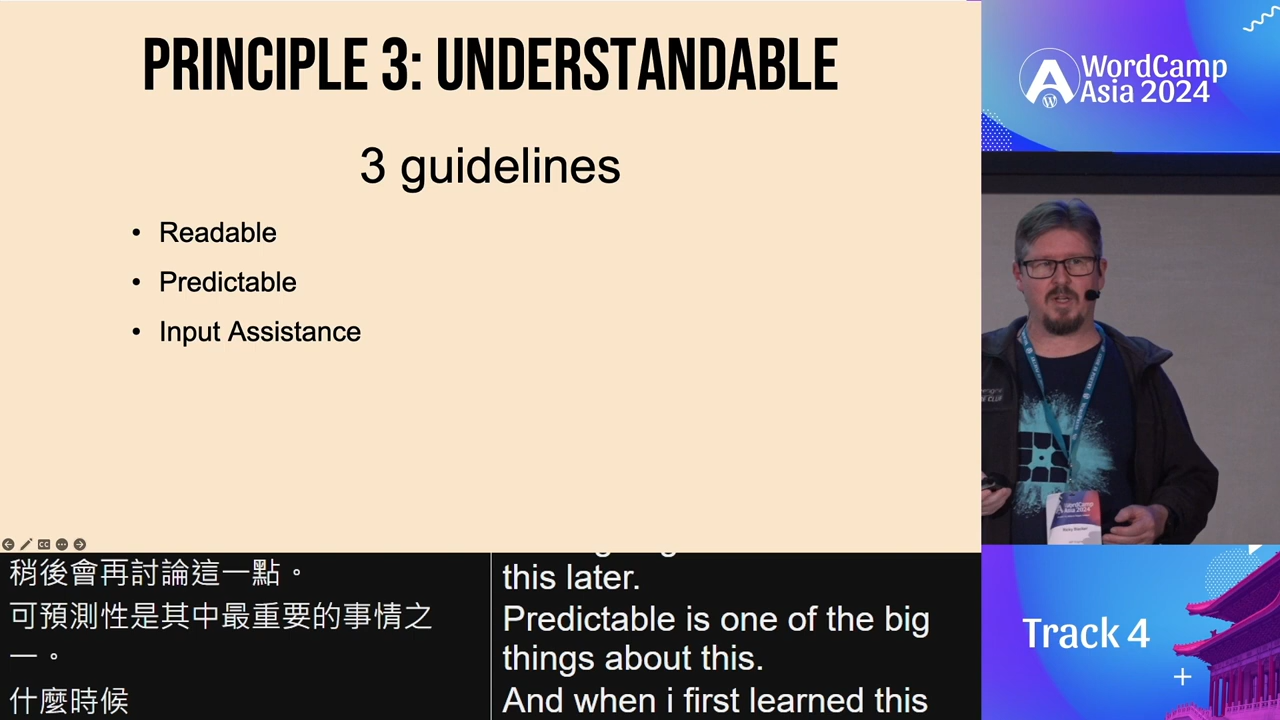 PRINCIPLE 3: UNDERSTANDABLE
3 guidelines
• Readable
• Predictable
• Input Assistance
稍後會再討論這一點。
可預測性是其中最重要的事情之
一。
什麼時候
this later.
Predictable is one of the big
things about this.
And when i first learned this
WordCamp
Asia 2024
WordCamp
Asia 2024
Track 4